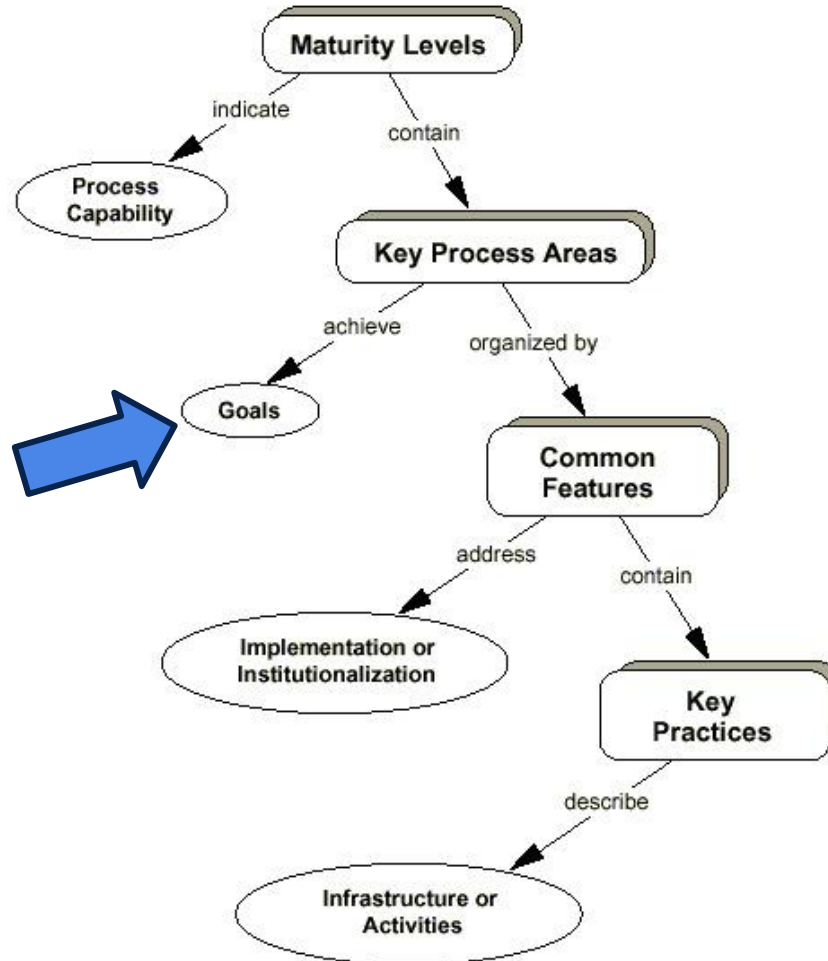 Maturity Levels
indicate
contain
Process
Capability
Key Process Areas
achieve
organized by
Goals
Common
Features
address
contain
Implementation or
Institutionalization
Key
Practices
describe
Infrastructure or
Activities